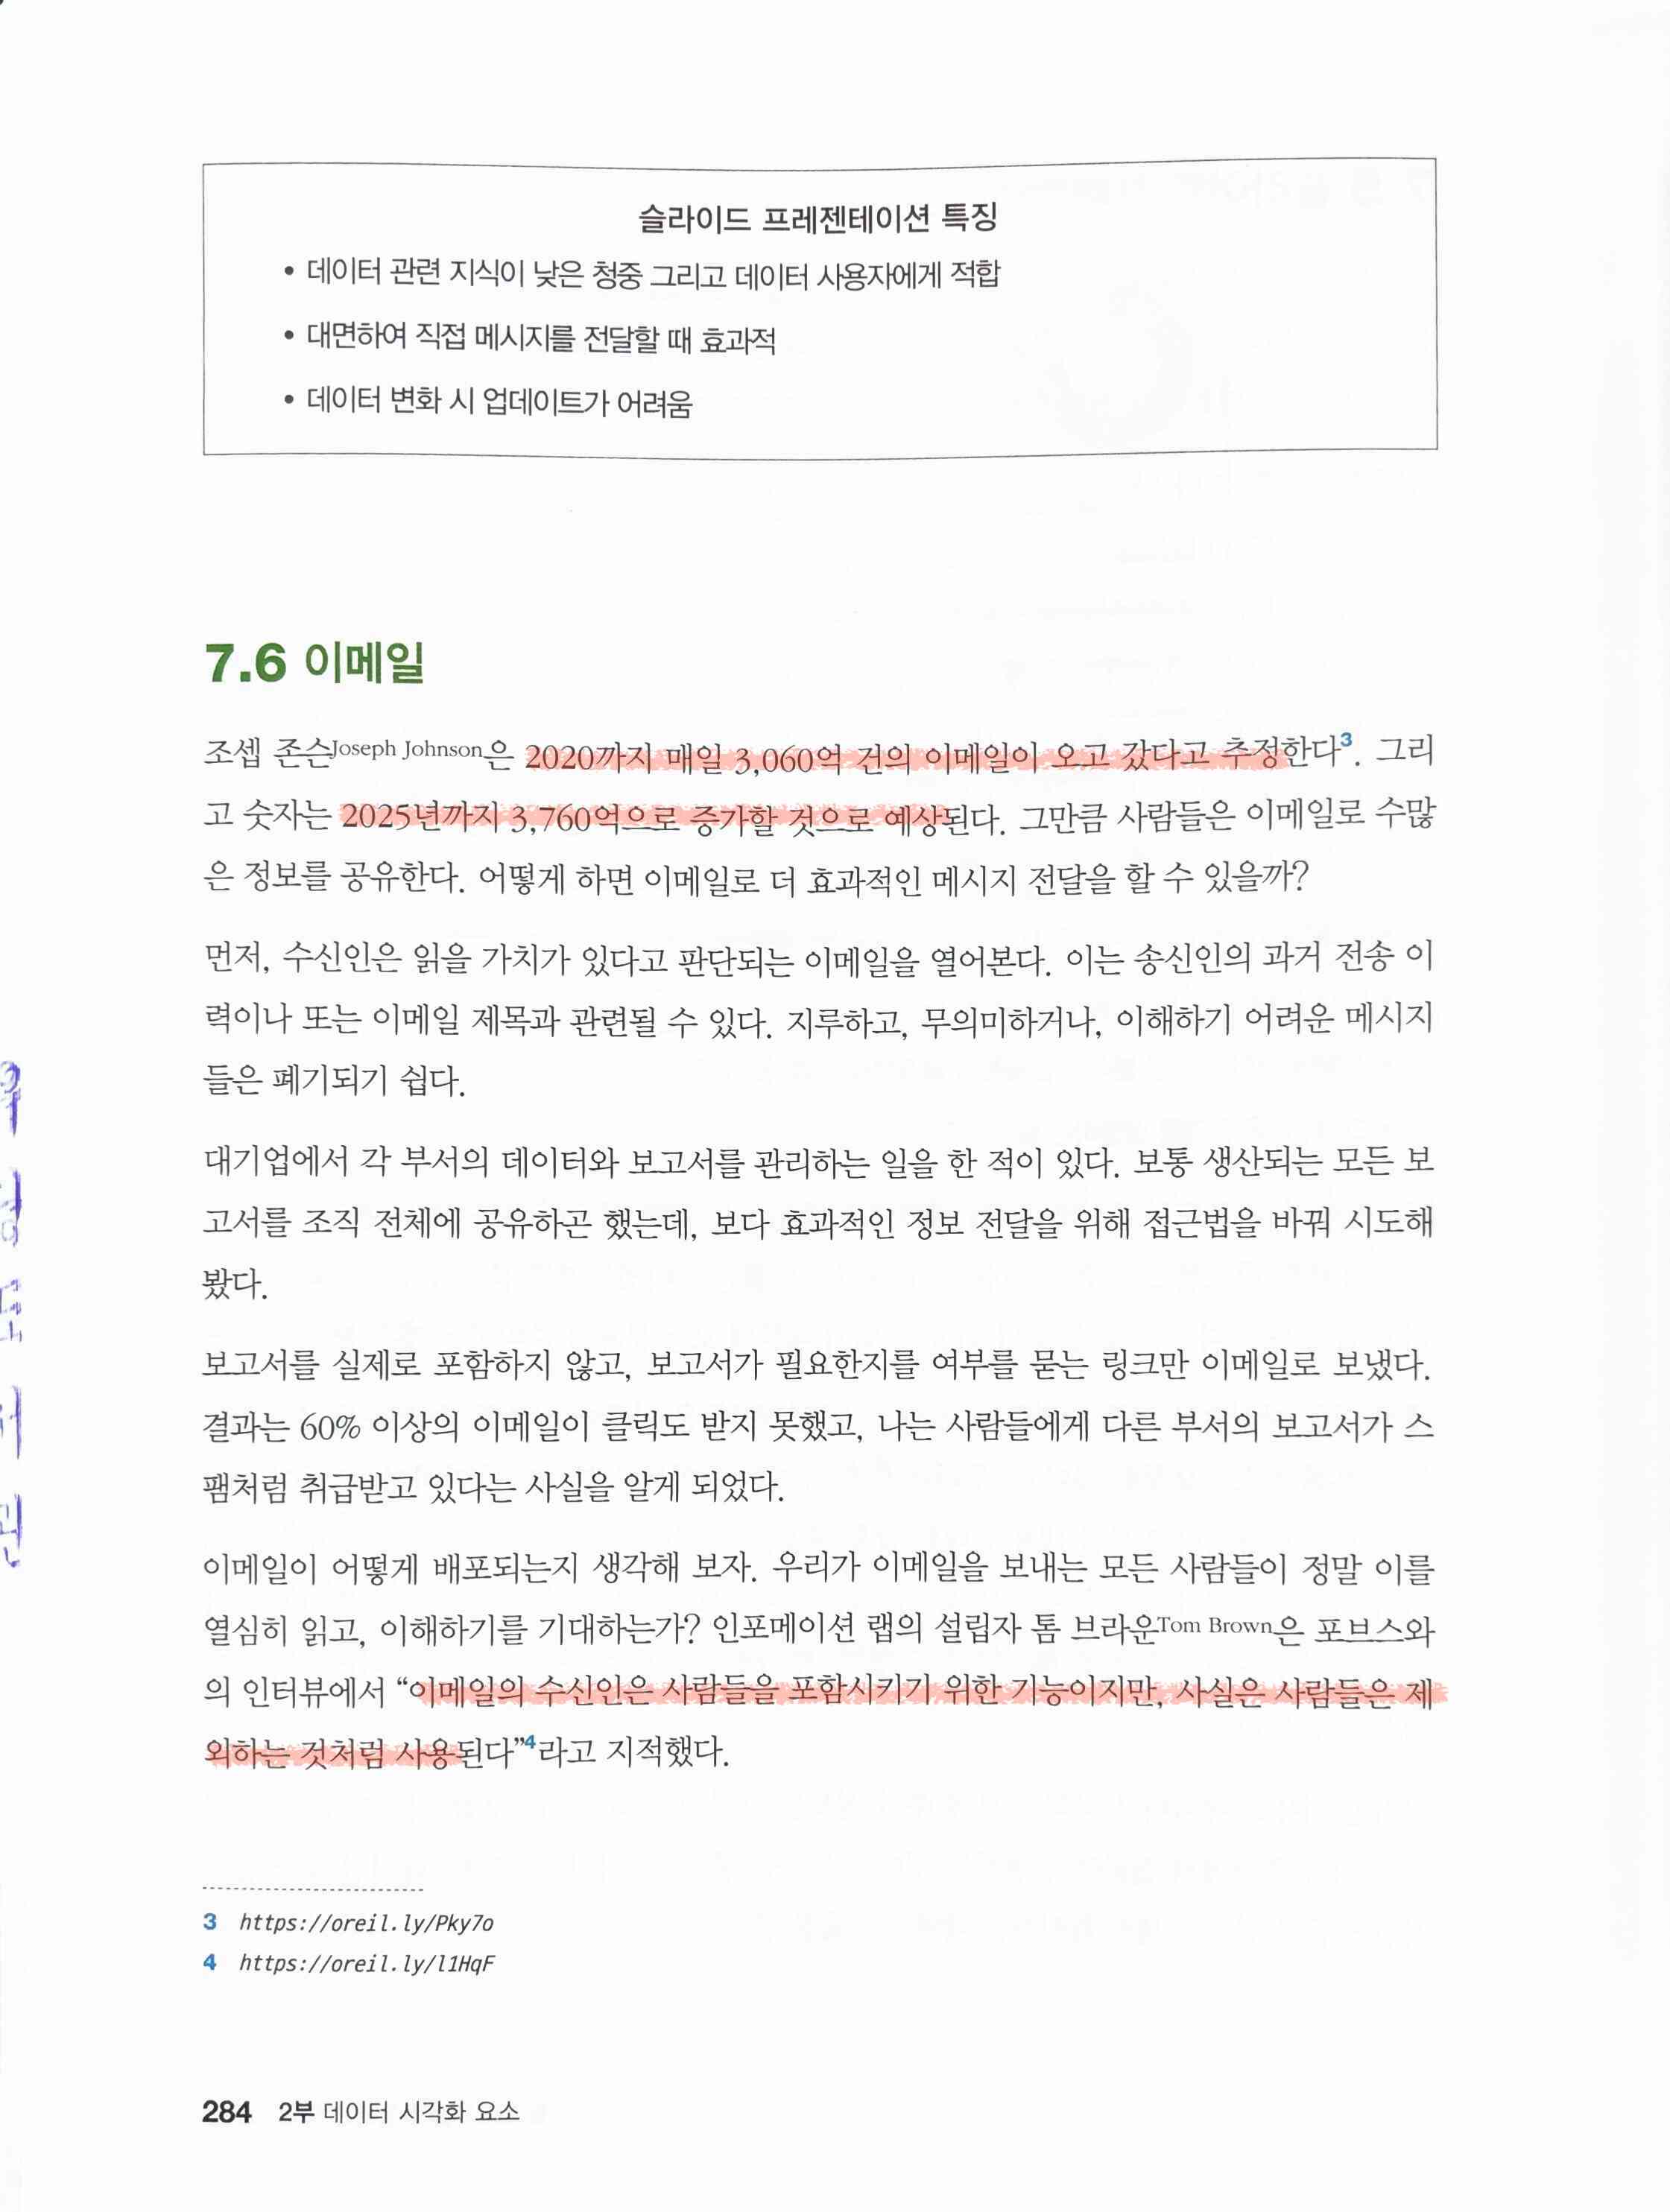 슬라이드 프레젠테이션 특징
• 데이터 관련 지식이 낮은 청중 그리고 데이터 사용자에게 적합
• 대면하여 직접 메시지를 전달할 때 효과적
• 데이터 변화 시 업데이트가 어려움
7.6 이메일
조셉 존슨Joseph Johnson은 2020까지 매일 3,060억 건의 이메일이 오고 갔다고 추정한다3. 그리
고 숫자는 2025년까지 3,760억으로 증가할 것으로 예상된다. 그만큼 사람들은 이메일로 수많
은 정보를 공유한다. 어떻게 하면 이메일로 더 효과적인 메시지 전달을 할 수 있을까?
먼저, 수신인은 읽을 가치가 있다고 판단되는 이메일을 열어본다. 이는 송신인의 과거 전송 이
력이나 또는 이메일 제목과 관련될 수 있다. 지루하고, 무의미하거나, 이해하기 어려운 메시지
들은 폐기되기 쉽다.
대기업에서 각 부서의 데이터와 보고서를 관리하는 일을 한 적이 있다. 보통 생산되는 모든 보
고서를 조직 전체에 공유하곤 했는데, 보다 효과적인 정보 전달을 위해 접근법을 바꿔 시도해
봤다.
보고서를 실제로 포함하지 않고, 보고서가 필요한지를 여부를 묻는 링크만 이메일로 보냈다.
결과는 60% 이상의 이메일이 클릭도 받지 못했고, 나는 사람들에게 다른 부서의 보고서가 스
팸처럼 취급받고 있다는 사실을 알게 되었다.
이메일이 어떻게 배포되는지 생각해 보자. 우리가 이메일을 보내는 모든 사람들이 정말 이를
열심히 읽고, 이해하기를 기대하는가? 인포메이션 랩의 설립자 톰 브라운Tom Brown은 포브스와
의 인터뷰에서 “이메일의 수신인은 사람들을 포함시키기 위한 기능이지만, 사실은 사람들은 제
외하는 것처럼 사용된다”4라고 지적했다.
3 https://oreil.ly/Pky7o
4 https://oreil.ly/l1HqF
284 2부 데이터 시각화 요소